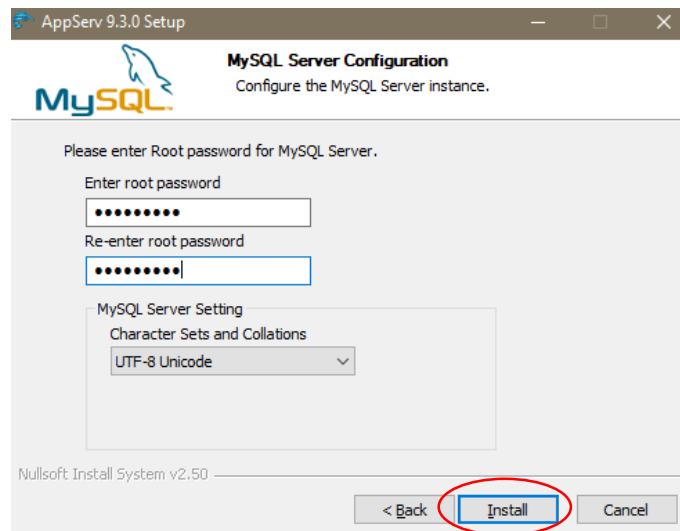 AppServ 9.3.0 Setup
MySQL Server Configuration
Configure the MySQL Server instance.
MySQL
Please enter Root password for MySQL Server.
Enter root password
•••••••••
Re-enter root password
•••••••••
MySQL Server Setting
Character Sets and Collations
UTF-8 Unicode
Nullsoft Install System v2.50
< Back Install Cancel